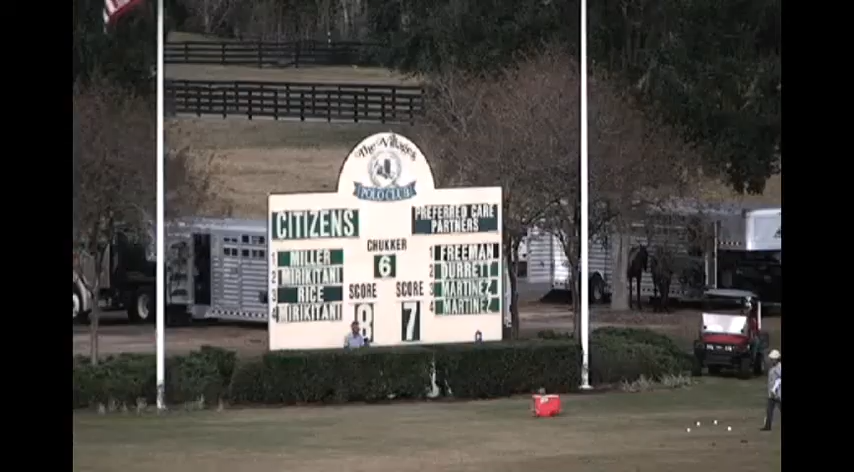 The Villages
POLO CLUB
CITIZENS
PREFERRED CARE
PARTNERS
CHUKKER
6
1 MILLER
2 MIRIKITANI
3 RICE
4 MIRIKITANI
1 FREEMAN
2 DURRETT
3 MARTINEZ
4 MARTINEZ
SCORE SCORE
8 7